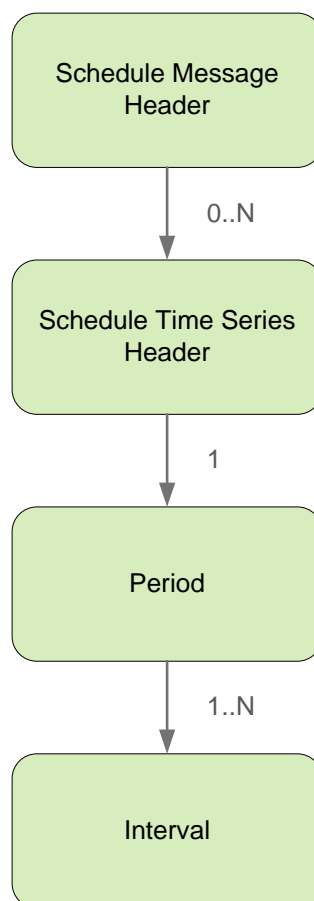 Schedule Message
Header
0..N
Schedule Time Series
Header
1
Period
1..N
Interval